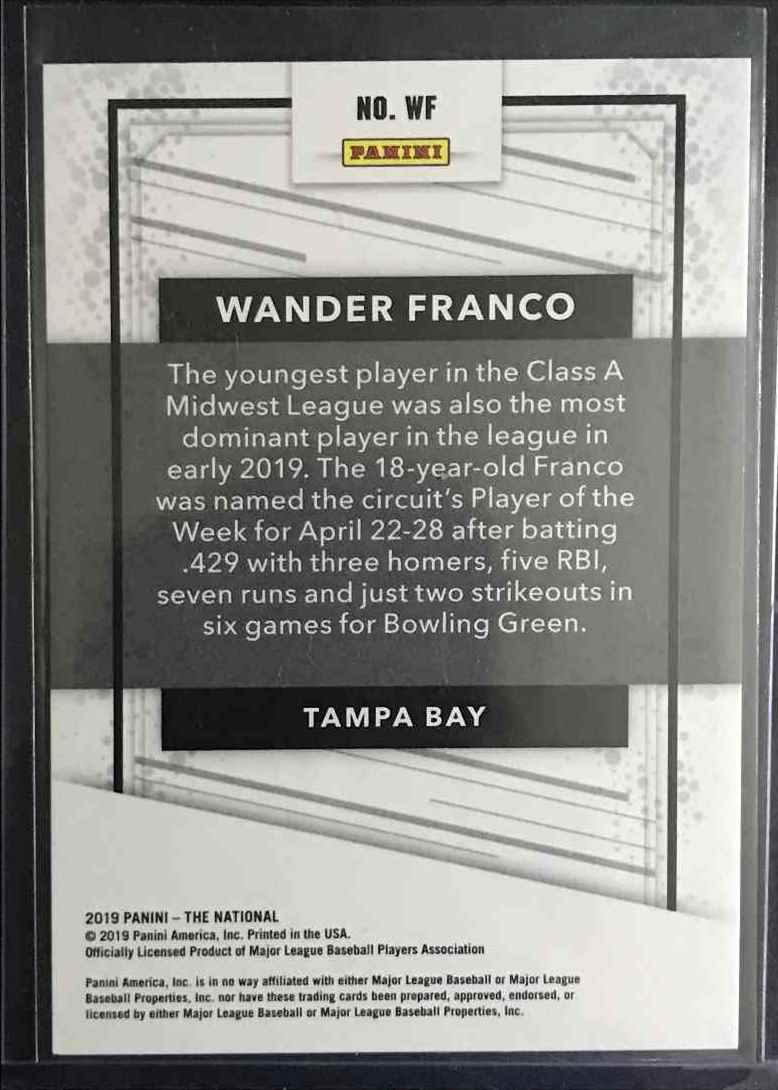 NO. WF
PANINI
WANDER FRANCO
The youngest player in the Class A
Midwest League was also the most
dominant player in the league in
early 2019. The 18-year-old Franco
was named the circuit's Player of the
Week for April 22-28 after batting
.429 with three homers, five RBI,
seven runs and just two strikeouts in
six games for Bowling Green.
TAMPA BAY
2019 PANINI – THE NATIONAL
© 2019 Panini America, Inc. Printed in the USA.
Officially Licensed Product of Major League Baseball Players Association
Panini America, Inc. is in no way affiliated with either Major League Baseball or Major League
Baseball Properties, Inc. nor have these trading cards been prepared, approved, endorsed, or
licensed by either Major League Baseball or Major League Baseball Properties, Inc.